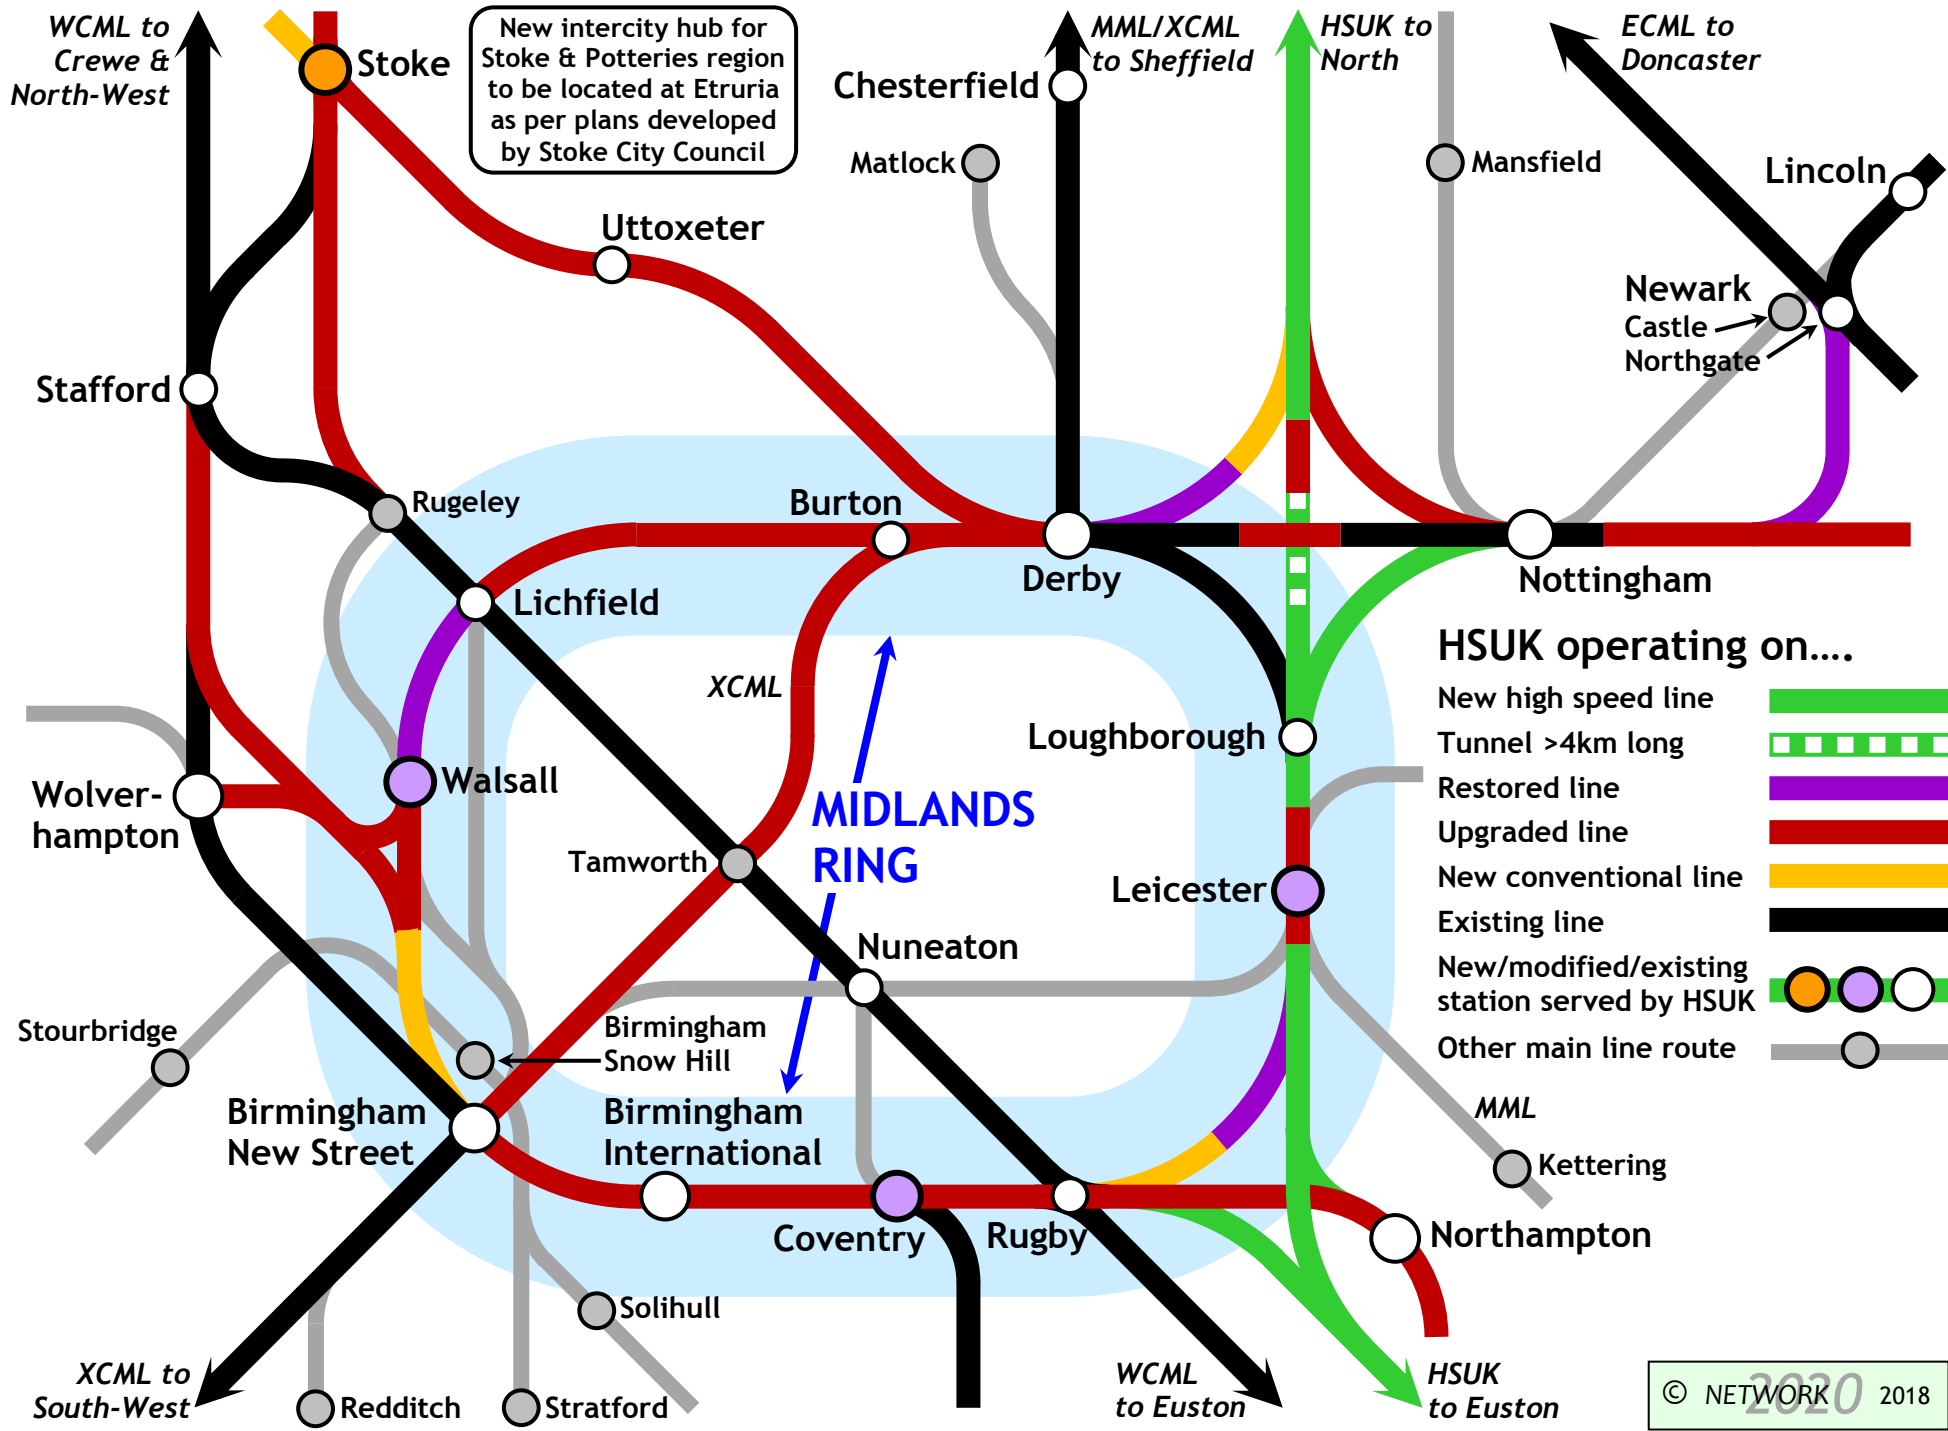 WCML to
Crewe &
North-West
Stoke
New intercity hub for
Stoke & Potteries region
to be located at Etruria
as per plans developed
by Stoke City Council
MML/XCML
to Sheffield
HSUK to
North
ECML to
Doncaster
Chesterfield
Matlock
Mansfield
Lincoln
Uttoxeter
Newark
Castle
Northgate
Stafford
Rugeley
Burton
Derby
Nottingham
Lichfield
HSUK operating on....
New high speed line
Tunnel >4km long
Restored line
Upgraded line
New conventional line
Existing line
New/modified/existing
station served by HSUK
Other main line route
XCML
Loughborough
Walsall
Wolver-
hampton
MIDLANDS
RING
Tamworth
Leicester
Nuneaton
Stourbridge
Birmingham
Snow Hill
Birmingham
New Street
Birmingham
International
MML
Kettering
Coventry
Rugby
Northampton
Solihull
XCML to
South-West
Redditch
Stratford
WCML
to Euston
HSUK
to Euston
© NETWORK 2020 2018